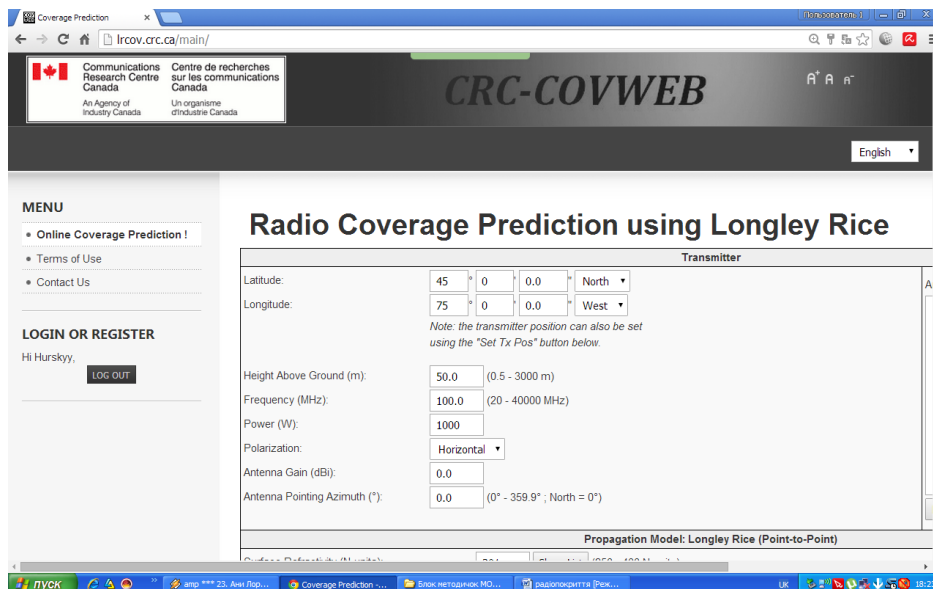 Coverage Prediction
lrcov.crc.ca/main/
Communications Research Centre Canada
An Agency of Industry Canada
Centre de recherches sur les communications Canada
Un organisme d'Industrie Canada
CRC-COVWEB
A+ A A-
English
MENU
Online Coverage Prediction !
Terms of Use
Contact Us
LOGIN OR REGISTER
Hi Hurskyy,
LOG OUT
Radio Coverage Prediction using Longley Rice
Transmitter
Latitude: 45 ° 0 ' 0.0 " North
Longitude: 75 ° 0 ' 0.0 " West
Note: the transmitter position can also be set
using the "Set Tx Pos" button below.
Height Above Ground (m): 50.0 (0.5 - 3000 m)
Frequency (MHz): 100.0 (20 - 40000 MHz)
Power (W): 1000
Polarization: Horizontal
Antenna Gain (dBi): 0.0
Antenna Pointing Azimuth (°): 0.0 (0° - 359.9° ; North = 0°)
Propagation Model: Longley Rice (Point-to-Point)
пуск
amp *** 23. Ани Лор...
Coverage Prediction -...
Блок методичок МО...
радіопокриття [Реж...
UK